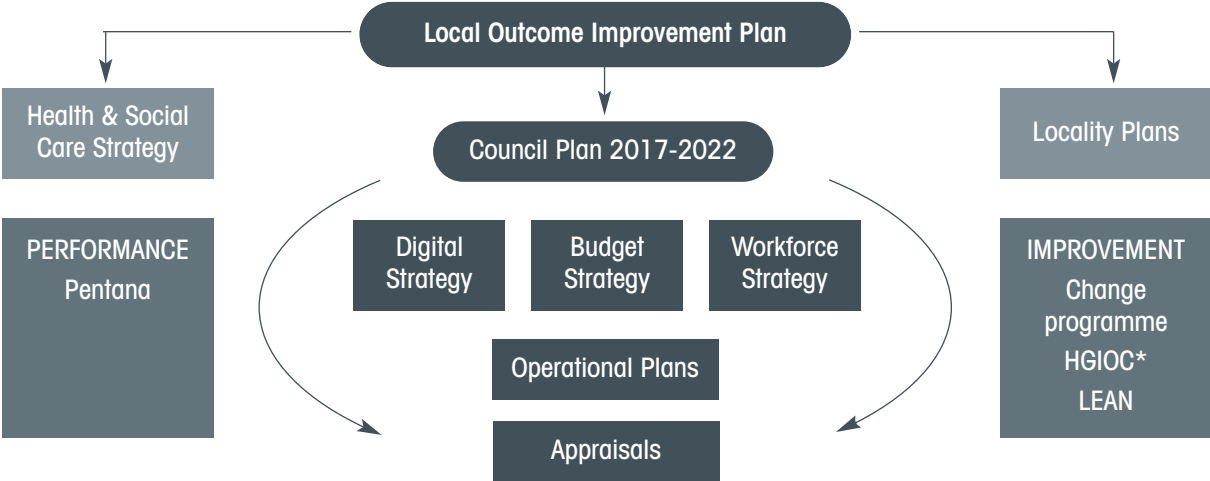 Local Outcome Improvement Plan
Health & Social
Care Strategy
Council Plan 2017-2022
Locality Plans
PERFORMANCE
Pentana
Digital
Strategy
Budget
Strategy
Workforce
Strategy
IMPROVEMENT
Change
programme
HGIOC*
LEAN
Operational Plans
Appraisals